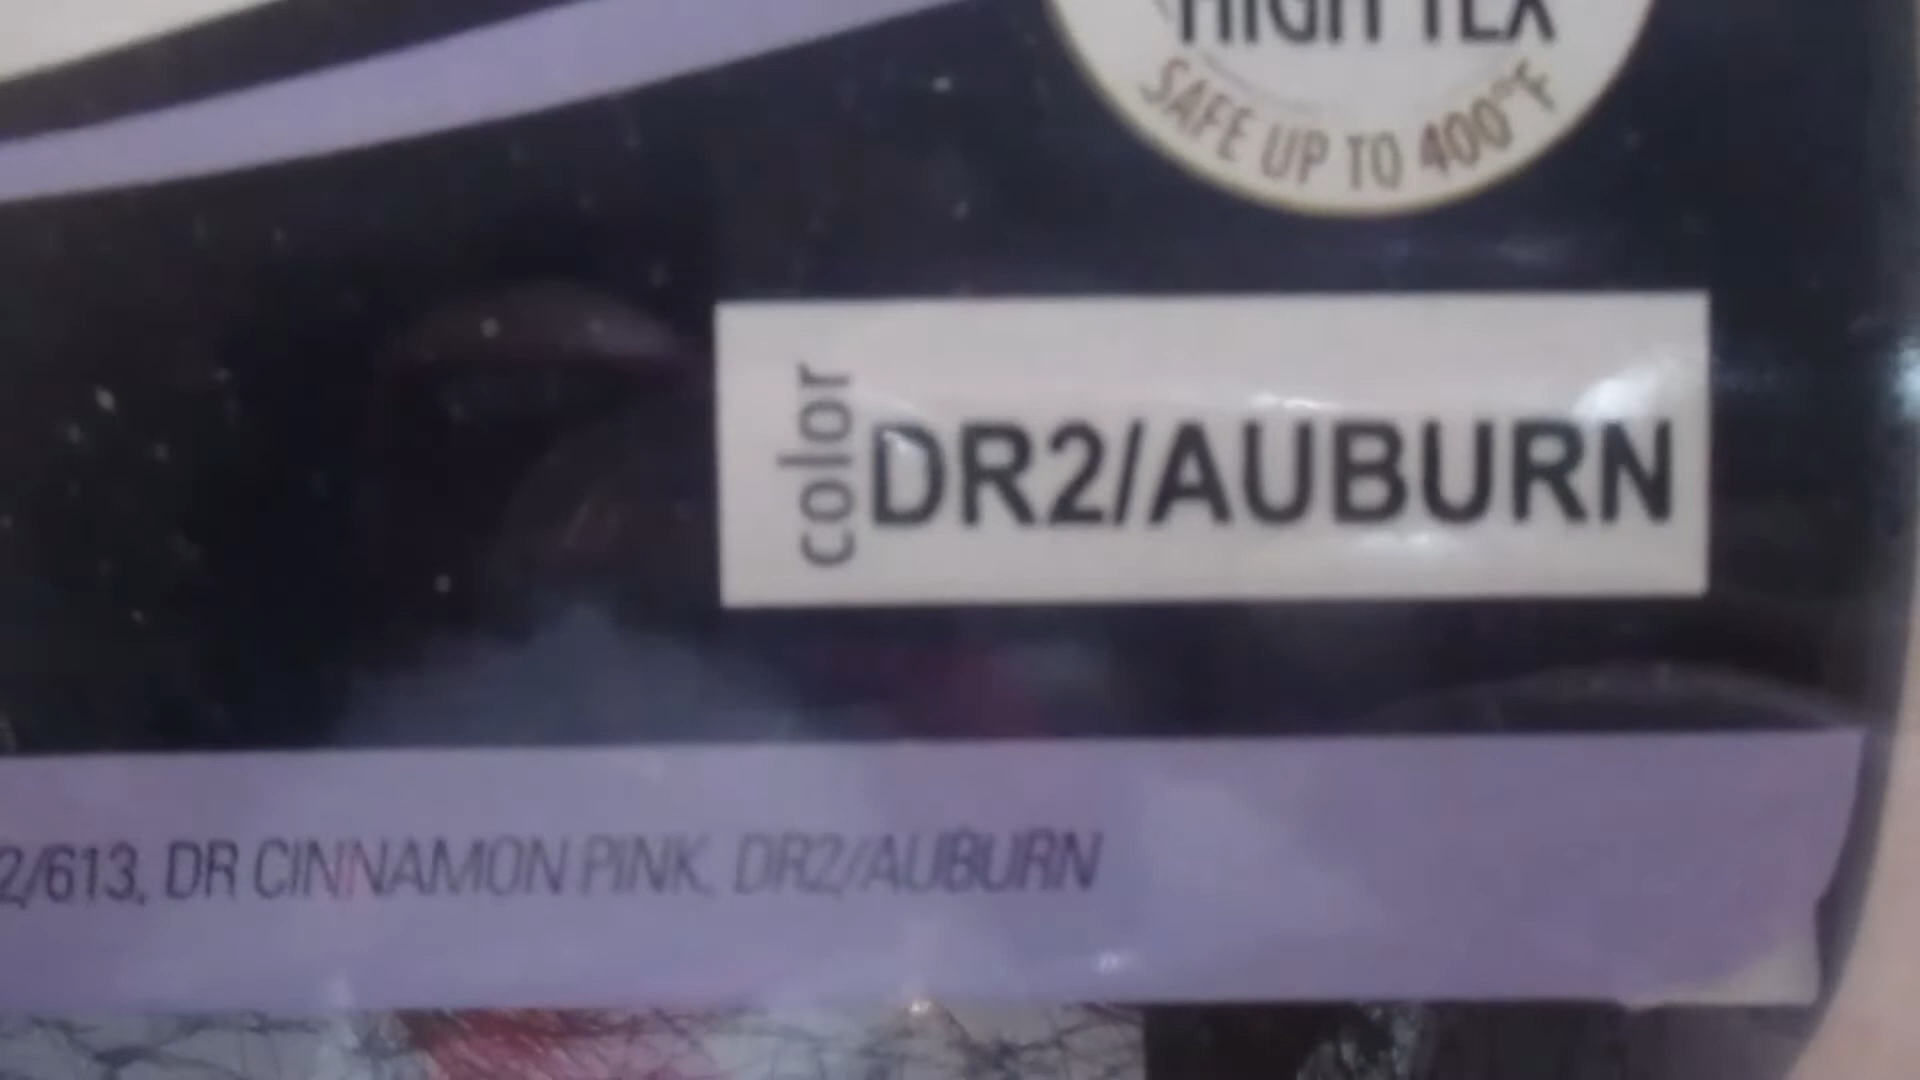 HIGH TEX
SAFE UP TO 400°F
color
DR2/AUBURN
2/613, DR CINNAMON PINK, DR2/AUBURN